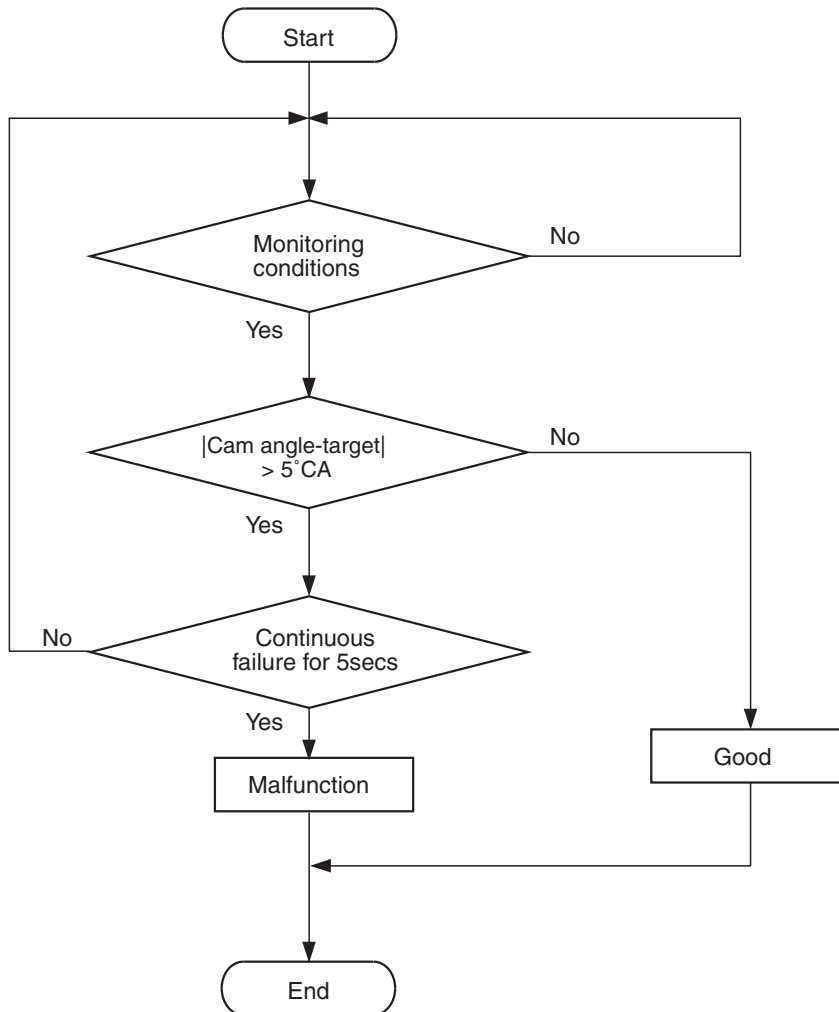 Start
Monitoring
conditions
No
Yes
|Cam angle-target|
> 5˚CA
No
Yes
Continuous
failure for 5secs
No
Yes
Malfunction
Good
End